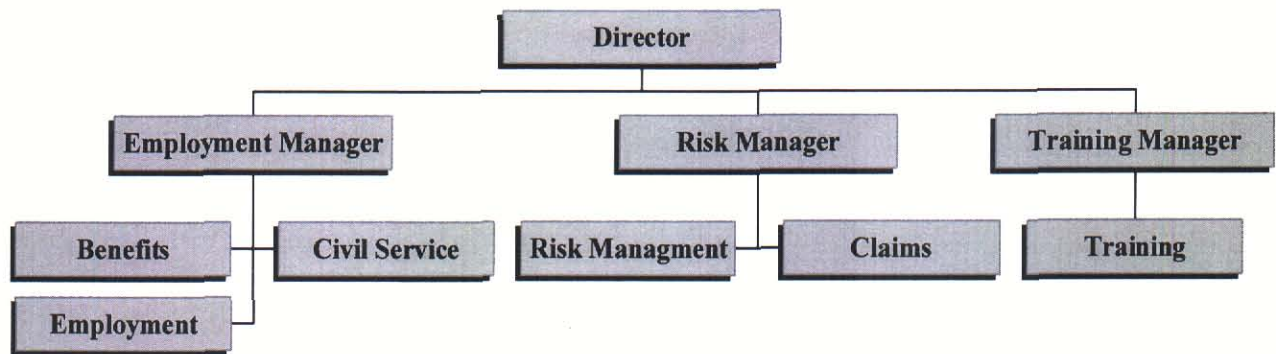 Director
Employment Manager
Risk Manager
Training Manager
Benefits
Civil Service
Risk Managment
Claims
Training
Employment